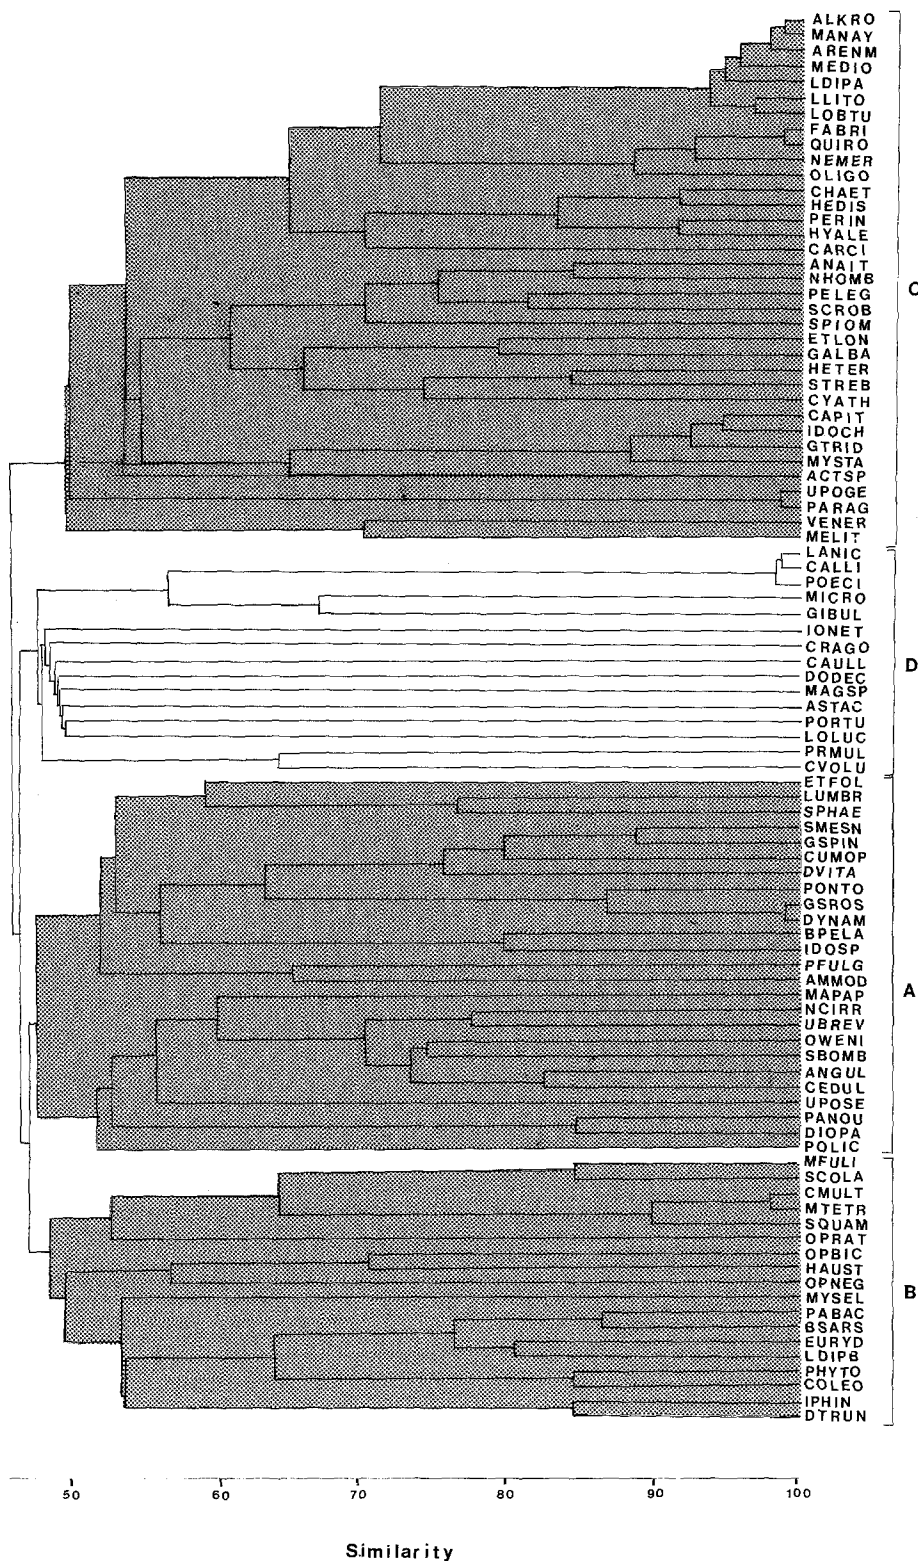 ALKRO
MANAY
ARENM
MEDIO
LDIPA
LLITO
LOBTU
FABRI
QUIRO
NEMER
OLIGO
CHAET
HEDIS
PERIN
HYALE
CARCI
ANAIT
NHOMB
C
PELEG
SCROB
SPIOM
ETLON
GALBA
HETER
STREB
CYATH
CAPIT
IDOCH
GTRID
MYSTA
ACTSP
UPOGE
PARAG
VENER
MELIT
LANIC
CALLI
POECI
MICRO
GIBUL
IONET
CRAGO
CAULL
D
DODEC
MAGSP
ASTAC
PORTU
LOLUC
PRMUL
CVOLU
ETFOL
LUMBR
SPHAE
SMESN
GSPIN
CUMOP
DVITA
PONTO
GSROS
DYNAM
BPELA
IDOSP
PFULG
AMMOD
A
MAPAP
NCIRR
UBREV
OWENI
SBOMB
ANGUL
CEDUL
UPOSE
PANOU
DIOPA
POLIC
MFULI
SCOLA
CMULT
MTETR
SQUAM
OPRAT
OPBIC
HAUST
OPNEG
B
MYSEL
PABAC
BSARS
EURYD
LDIPB
PHYTO
COLEO
IPHIN
DTRUN
50 60 70 80 90 100
Similarity